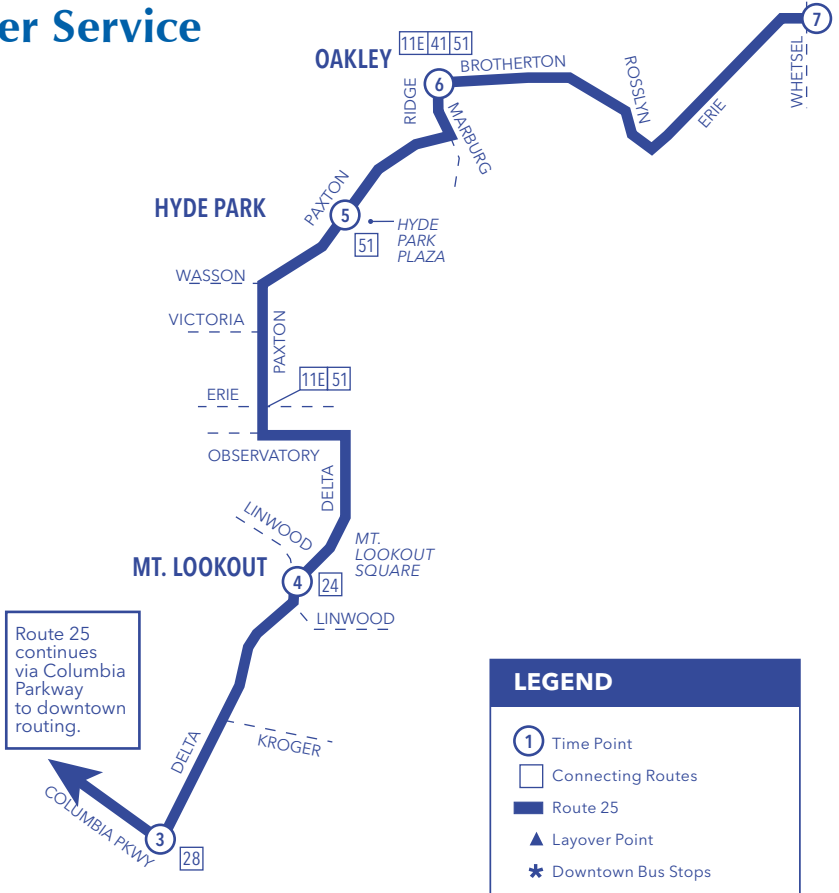 er Service
7
WHETSEL
OAKLEY
11E 41 51
BROTHERTON
6
RIDGE
MARBURG
ROSSLYN
ERIE
HYDE PARK
PAXTON
5
HYDE
PARK
PLAZA
51
WASSON
VICTORIA
PAXTON
11E 51
ERIE
OBSERVATORY
DELTA
LINWOOD
MT.
LOOKOUT
SQUARE
MT. LOOKOUT
4
24
LINWOOD
Route 25
continues
via Columbia
Parkway
to downtown
routing.
KROGER
DELTA
COLUMBIA PKWY
3
28
LEGEND
1 Time Point
Connecting Routes
Route 25
Layover Point
Downtown Bus Stops